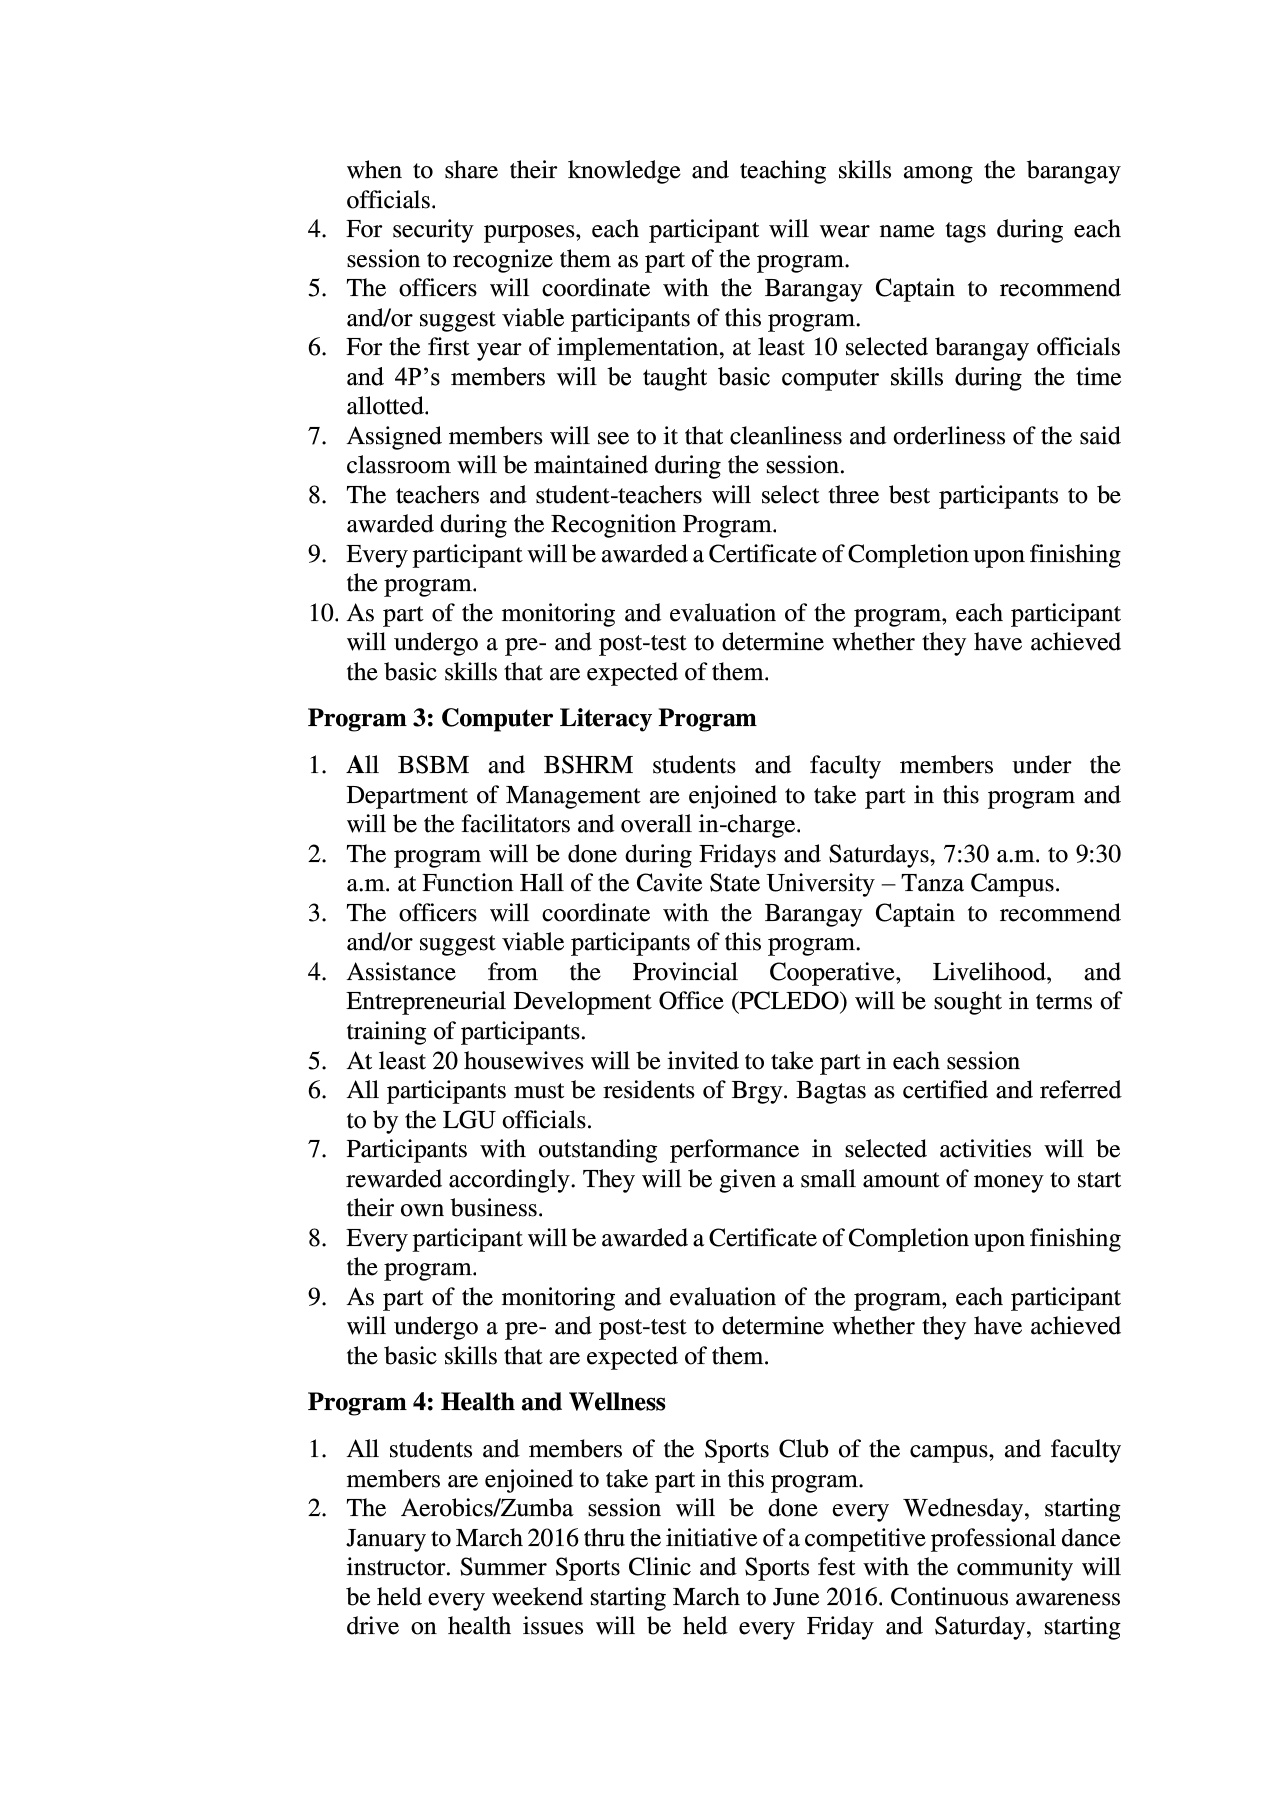 when to share their knowledge and teaching skills among the barangay
officials.
4. For security purposes, each participant will wear name tags during each
session to recognize them as part of the program.
5. The officers will coordinate with the Barangay Captain to recommend
and/or suggest viable participants of this program.
6. For the first year of implementation, at least 10 selected barangay officials
and 4P’s members will be taught basic computer skills during the time
allotted.
7. Assigned members will see to it that cleanliness and orderliness of the said
classroom will be maintained during the session.
8. The teachers and student-teachers will select three best participants to be
awarded during the Recognition Program.
9. Every participant will be awarded a Certificate of Completion upon finishing
the program.
10. As part of the monitoring and evaluation of the program, each participant
will undergo a pre- and post-test to determine whether they have achieved
the basic skills that are expected of them.
Program 3: Computer Literacy Program
1. All BSBM and BSHRM students and faculty members under the
Department of Management are enjoined to take part in this program and
will be the facilitators and overall in-charge.
2. The program will be done during Fridays and Saturdays, 7:30 a.m. to 9:30
a.m. at Function Hall of the Cavite State University – Tanza Campus.
3. The officers will coordinate with the Barangay Captain to recommend
and/or suggest viable participants of this program.
4. Assistance from the Provincial Cooperative, Livelihood, and
Entrepreneurial Development Office (PCLEDO) will be sought in terms of
training of participants.
5. At least 20 housewives will be invited to take part in each session
6. All participants must be residents of Brgy. Bagtas as certified and referred
to by the LGU officials.
7. Participants with outstanding performance in selected activities will be
rewarded accordingly. They will be given a small amount of money to start
their own business.
8. Every participant will be awarded a Certificate of Completion upon finishing
the program.
9. As part of the monitoring and evaluation of the program, each participant
will undergo a pre- and post-test to determine whether they have achieved
the basic skills that are expected of them.
Program 4: Health and Wellness
1. All students and members of the Sports Club of the campus, and faculty
members are enjoined to take part in this program.
2. The Aerobics/Zumba session will be done every Wednesday, starting
January to March 2016 thru the initiative of a competitive professional dance
instructor. Summer Sports Clinic and Sports fest with the community will
be held every weekend starting March to June 2016. Continuous awareness
drive on health issues will be held every Friday and Saturday, starting